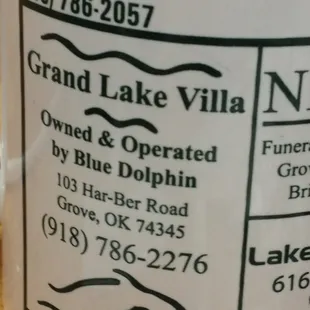 786-2057
Grand Lake Villa
Owned & Operated
by Blue Dolphin
103 Har-Ber Road
Grove, OK 74345
(918) 786-2276
Lake
616